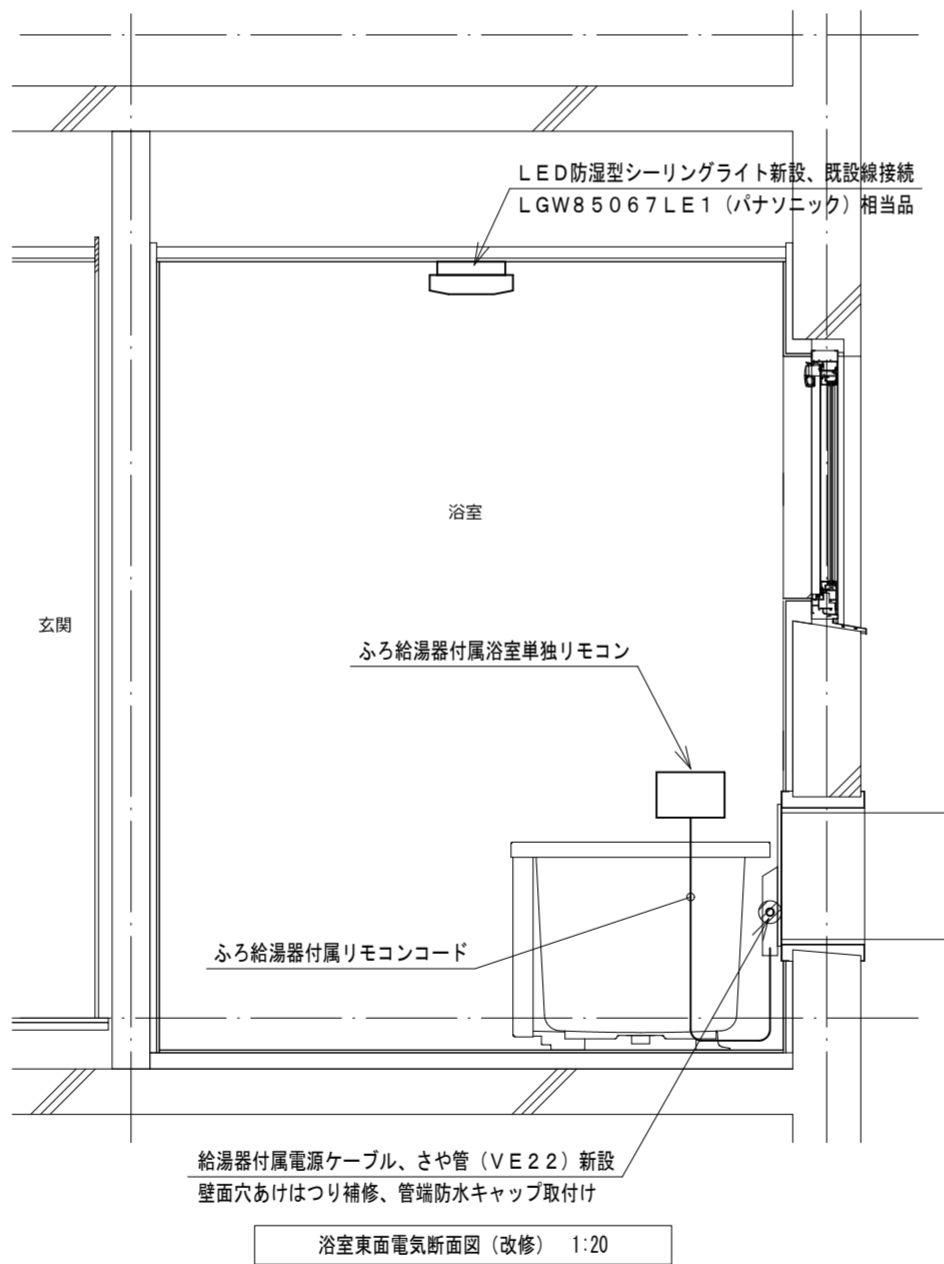 LED防湿型シーリングライト新設、既設線接続
LGW85067LE1（パナソニック）相当品
浴室
玄関
ふろ給湯器付属浴室単独リモコン
ふろ給湯器付属リモコンコード
給湯器付属電源ケーブル、さや管（VE22）新設
壁面穴あけはつり補修、管端防水キャップ取付け
浴室東面電気断面図（改修） 1:20